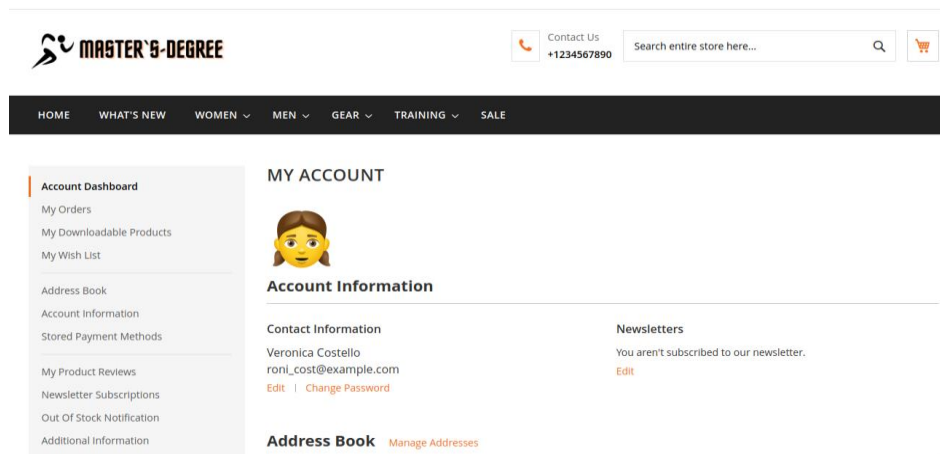 MASTER`S-DEGREE
Contact Us
+1234567890
Search entire store here...
HOME WHAT'S NEW WOMEN MEN GEAR TRAINING SALE
Account Dashboard
My Orders
My Downloadable Products
My Wish List
Address Book
Account Information
Stored Payment Methods
My Product Reviews
Newsletter Subscriptions
Out Of Stock Notification
Additional Information
MY ACCOUNT
Account Information
Contact Information
Veronica Costello
roni_cost@example.com
Edit | Change Password
Newsletters
You aren't subscribed to our newsletter.
Edit
Address Book Manage Addresses